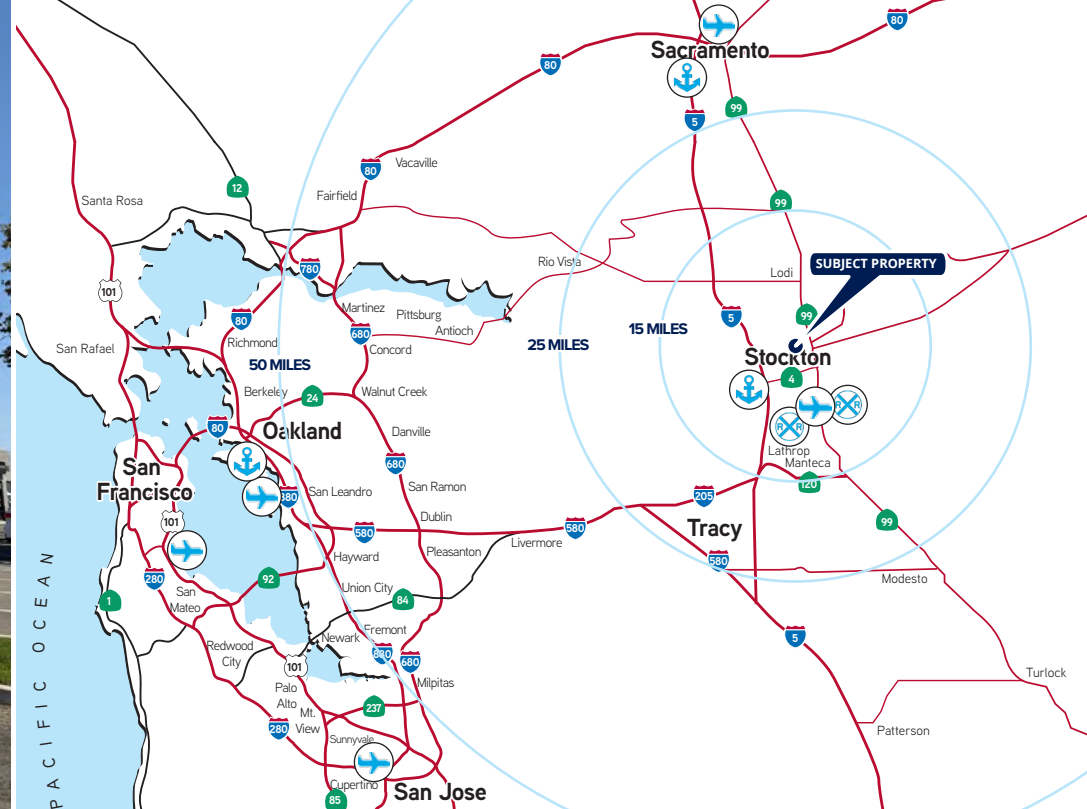 80
Sacramento
80
5
99
80
Vacaville
12
Fairfield
Santa Rosa
99
Rio Vista
SUBJECT PROPERTY
780
Lodi
101
Martinez
Pittsburg
80
5
99
Antioch
680
Richmond
Concord
San Rafael
15 MILES
25 MILES
Stockton
50 MILES
4
Berkeley
24
Walnut Creek
80
Oakland
Danville
R R
R R
Lathrop
Manteca
San
Francisco
680
San Ramon
120
880
San Leandro
205
101
Dublin
99
580
580
Tracy
Livermore
Pleasanton
Hayward
580
280
92
Union City
Modesto
San
Mateo
84
1
PACIFIC OCEAN
Fremont
Newark
5
Redwood
City
880
680
101
Turlock
Milpitas
Palo
Alto
237
Mt.
View
280
Patterson
Sunnyvale
Cupertino
San Jose
85